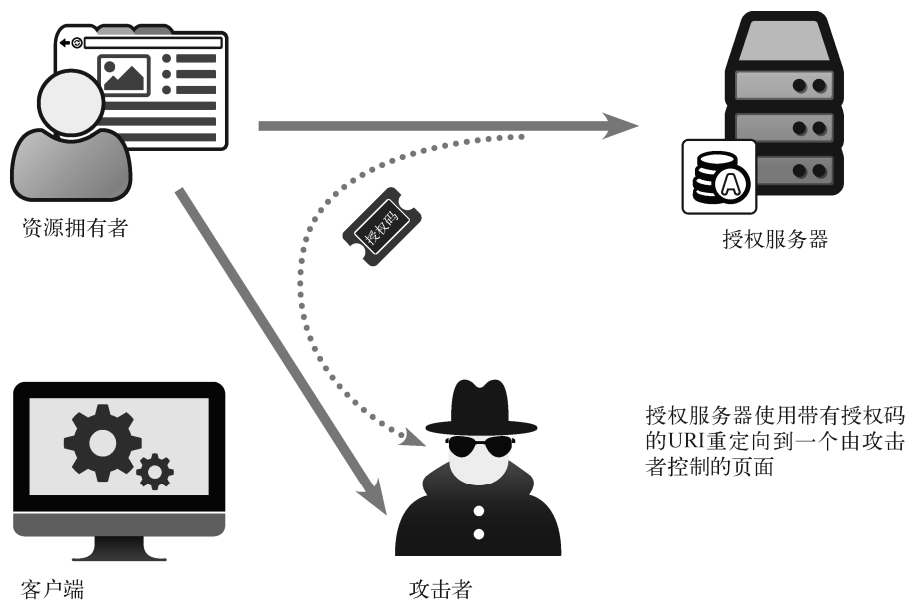 资源拥有者
A
授权码
授权服务器
授权服务器使用带有授权码
的URI重定向到一个由攻击
者控制的页面
客户端
攻击者